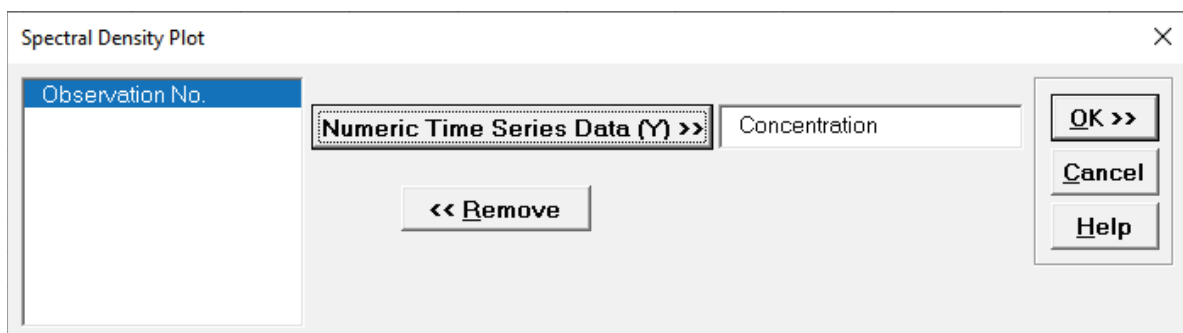 Spectral Density Plot
Observation No.
Numeric Time Series Data (Y) >>
Concentration
<< Remove
OK >>
Cancel
Help